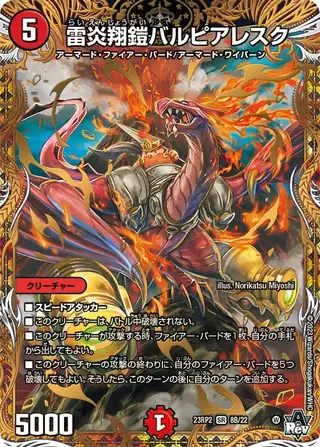 5
らいえんしょうがい
雷炎翔鎧バルピアレスク
アーマード・ファイアー・バード/アーマード・ワイバーン
クリーチャー
illus. Norikatsu Miyoshi
■スピードアタッカー
■このクリーチャーは、バトル中破壊されない。
■このクリーチャーが攻撃する時、ファイアー・バードを1枚、自分の手札
から出してもよい。
■このクリーチャーの攻撃の終わりに、自分のファイアー・バードを5つ
破壊してもよい:そうしたら、このターンの後に自分のターンを追加する。
5000
23RP2 SR 8B/22
A
Rev